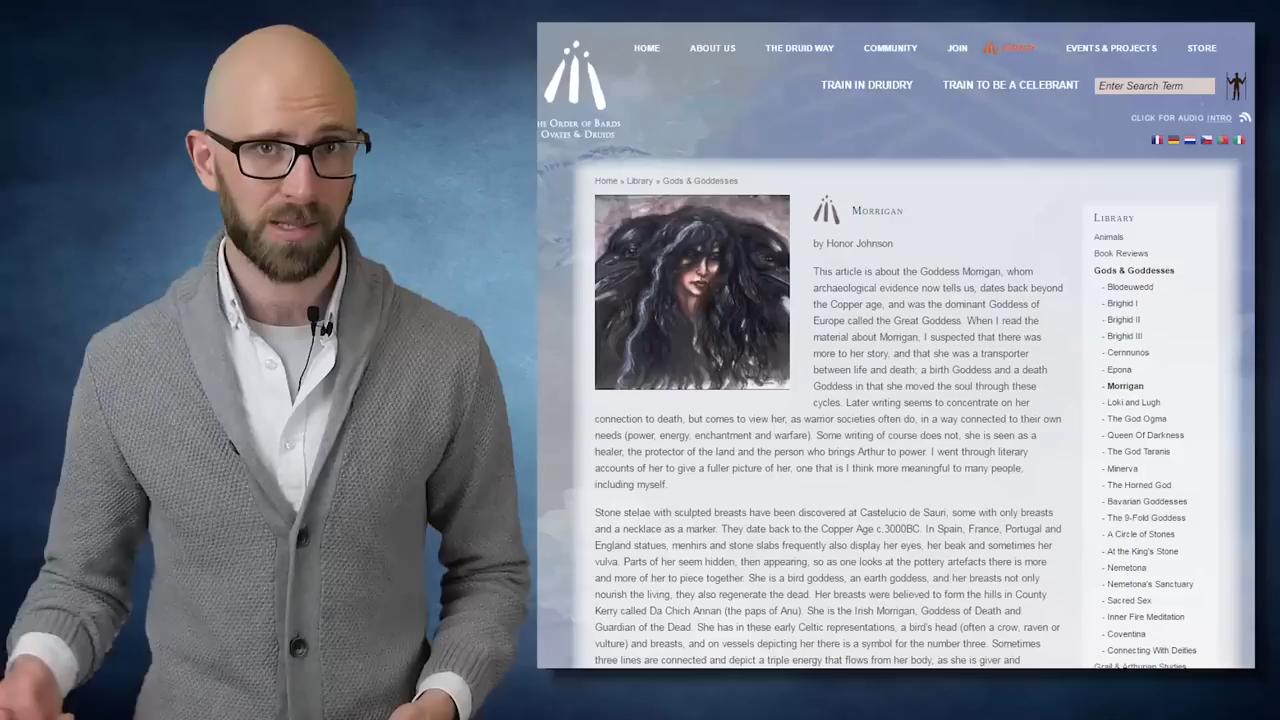 HOME ABOUT US THE DRUID WAY COMMUNITY JOIN LIBRARY EVENTS & PROJECTS STORE
TRAIN IN DRUIDRY TRAIN TO BE A CELEBRANT Enter Search Term
CLICK FOR AUDIO INTRO
HE ORDER OF BARDS
OVATES & DRUIDS
Home » Library » Gods & Goddesses
MORRIGAN
by Honor Johnson
This article is about the Goddess Morrigan, whom
archaeological evidence now tells us, dates back beyond
the Copper age, and was the dominant Goddess of
Europe called the Great Goddess. When I read the
material about Morrigan, I suspected that there was
more to her story, and that she was a transporter
between life and death; a birth Goddess and a death
Goddess in that she moved the soul through these
cycles. Later writing seems to concentrate on her
connection to death, but comes to view her, as warrior societies often do, in a way connected to their own
needs (power, energy, enchantment and warfare). Some writing of course does not, she is seen as a
healer, the protector of the land and the person who brings Arthur to power. I went through literary
accounts of her to give a fuller picture of her, one that is I think more meaningful to many people,
including myself.
Stone stelae with sculpted breasts have been discovered at Castelucio de Sauri, some with only breasts
and a necklace as a marker. They date back to the Copper Age c.3000BC. In Spain, France, Portugal and
England statues, menhirs and stone slabs frequently also display her eyes, her beak and sometimes her
vulva. Parts of her seem hidden, then appearing, so as one looks at the pottery artefacts there is more
and more of her to piece together. She is a bird goddess, an earth goddess, and her breasts not only
nourish the living, they also regenerate the dead. Her breasts were believed to form the hills in County
Kerry called Da Chich Annan (the paps of Anu). She is the Irish Morrigan, Goddess of Death and
Guardian of the Dead. She has in these early Celtic representations, a bird's head (often a crow, raven or
vulture) and breasts, and on vessels depicting her there is a symbol for the number three. Sometimes
three lines are connected and depict a triple energy that flows from her body, as she is giver and
LIBRARY
Animals
Book Reviews
Gods & Goddesses
- Blodeuwedd
- Brighid I
- Brighid II
- Brighid III
- Cernnunos
- Epona
- Morrigan
- Loki and Lugh
- The God Ogma
- Queen Of Darkness
- The God Taranis
- Minerva
- The Horned God
- Bavarian Goddesses
- The 9-Fold Goddess
- A Circle of Stones
- At the King's Stone
- Nemetona
- Nemetona's Sanctuary
- Sacred Sex
- Inner Fire Meditation
- Coventina
- Connecting With Deities
Grail & Arthurian Studies